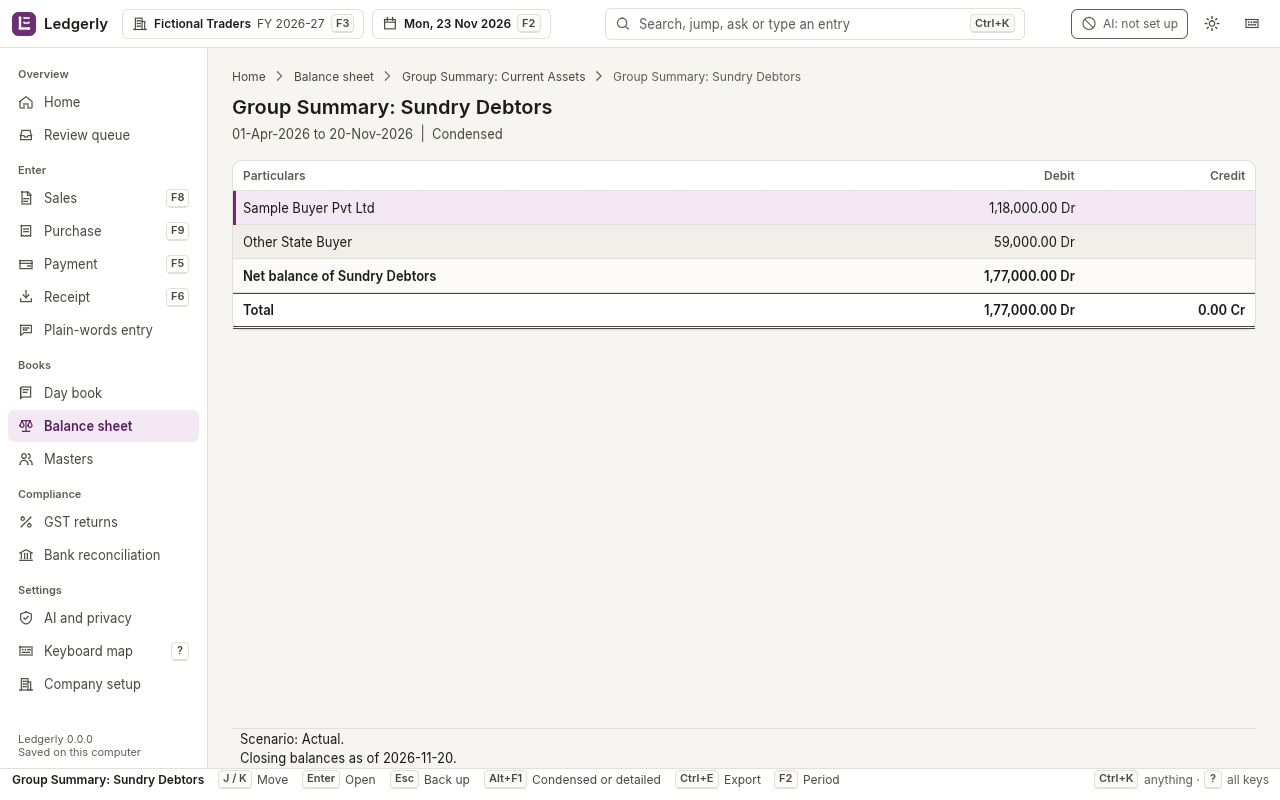 Ledgerly
Fictional Traders FY 2026-27 F3
Mon, 23 Nov 2026 F2
Search, jump, ask or type an entry Ctrl+K
AI: not set up
Overview
Home
Review queue
Enter
Sales F8
Purchase F9
Payment F5
Receipt F6
Plain-words entry
Books
Day book
Balance sheet
Masters
Compliance
GST returns
Bank reconciliation
Settings
AI and privacy
Keyboard map ?
Company setup
Ledgerly 0.0.0
Saved on this computer
Home > Balance sheet > Group Summary: Current Assets > Group Summary: Sundry Debtors
Group Summary: Sundry Debtors
01-Apr-2026 to 20-Nov-2026 | Condensed
Particulars Debit Credit
Sample Buyer Pvt Ltd 1,18,000.00 Dr
Other State Buyer 59,000.00 Dr
Net balance of Sundry Debtors 1,77,000.00 Dr
Total 1,77,000.00 Dr 0.00 Cr
Scenario: Actual.
Closing balances as of 2026-11-20.
Group Summary: Sundry Debtors J / K Move Enter Open Esc Back up Alt+F1 Condensed or detailed Ctrl+E Export F2 Period Ctrl+K anything · ? all keys